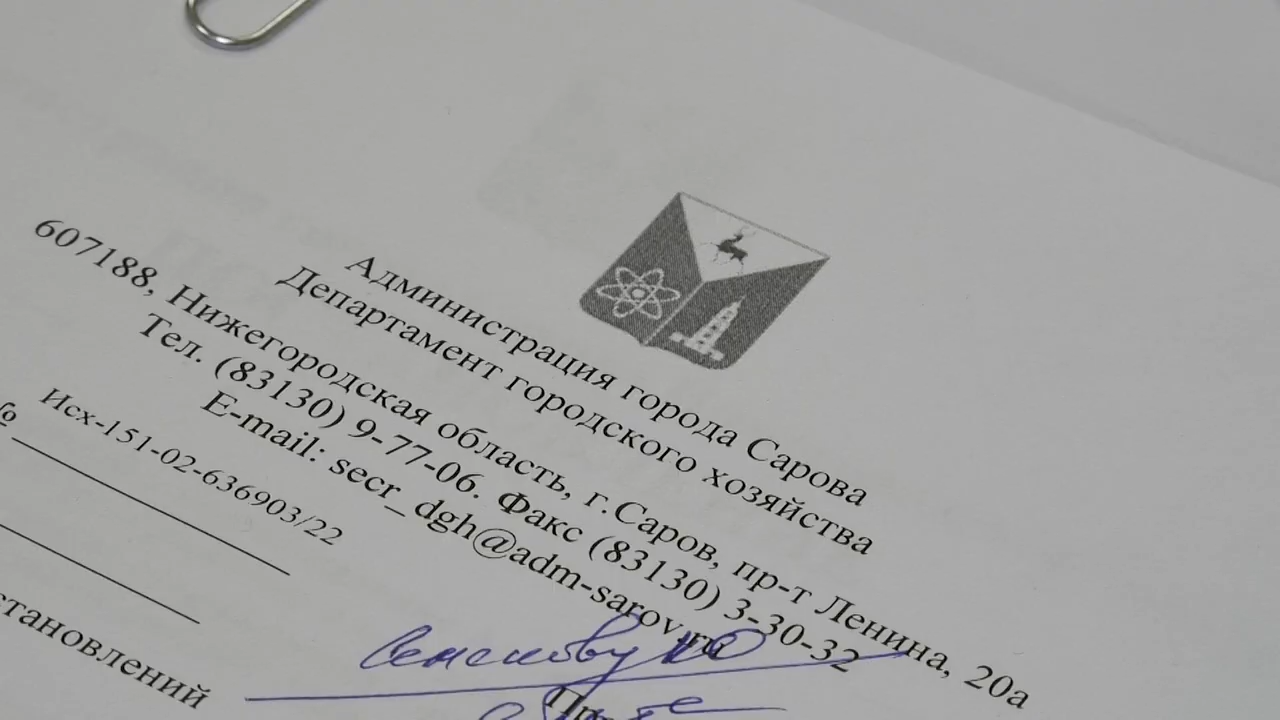 Администрация города Сарова
Департамент городского хозяйства
607188, Нижегородская область, г.Саров, пр-т Ленина, 20а
Тел. (83130) 9-77-06. Факс (83130) 3-30-32
E-mail: secr_dgh@adm-sarov.ru
Исх-151-02-636903/22
становлений